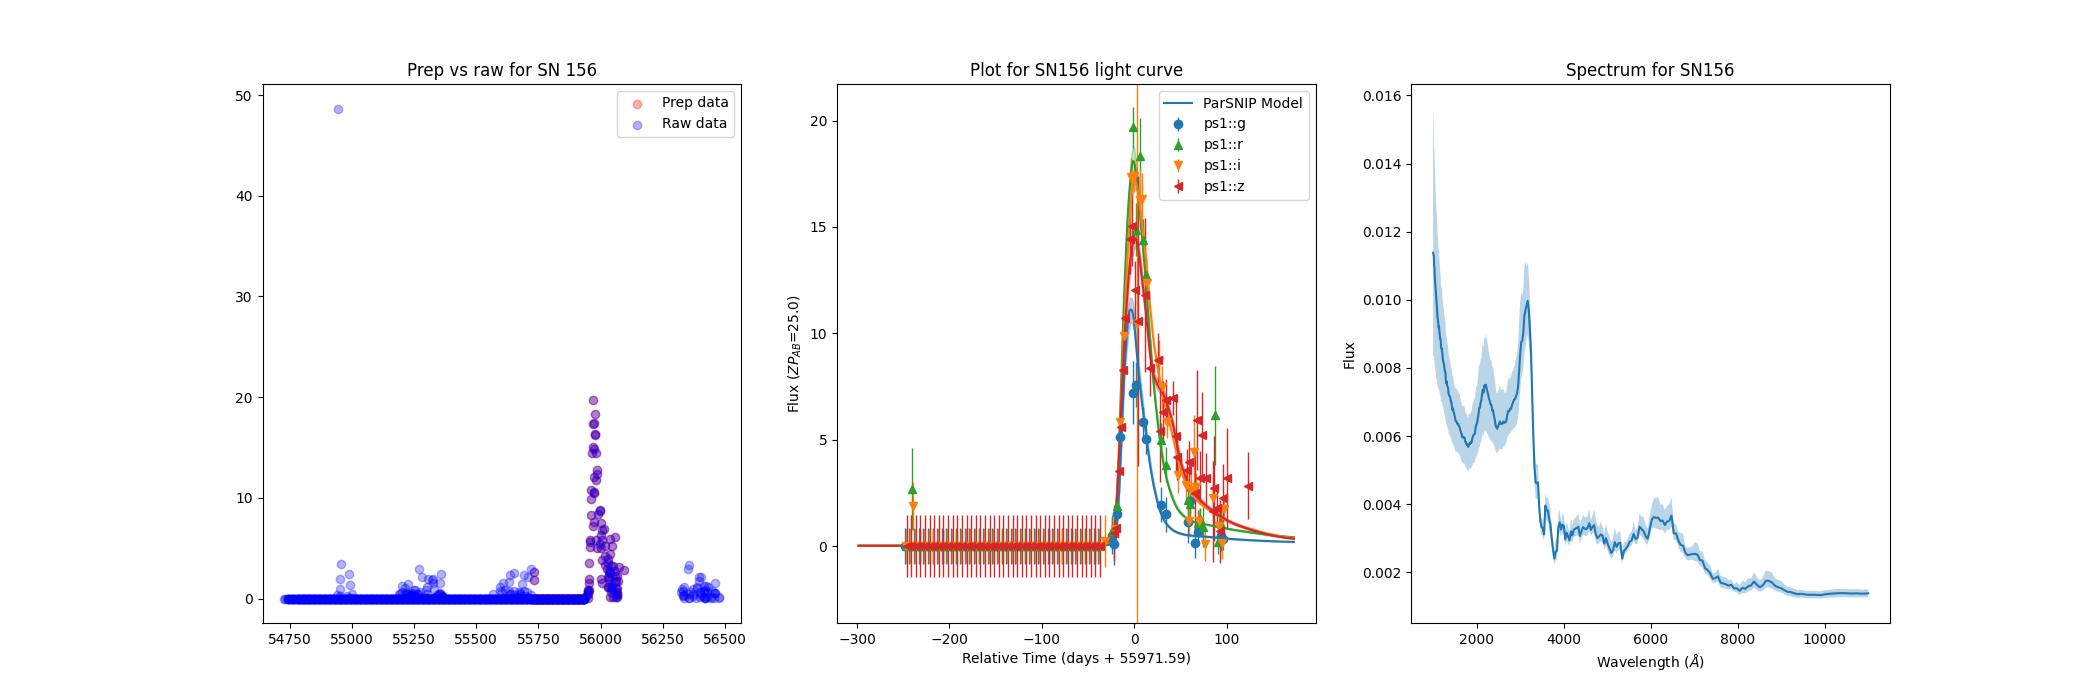 Prep vs raw for SN 156
50
40
30
20
10
0
54750
55000
55250
55500
55750
56000
56250
56500
Prep data
Raw data
Plot for SN156 light curve
Flux (ZP_AB=25.0)
20
15
10
5
0
−300
−200
−100
0
100
Relative Time (days + 55971.59)
ParSNIP Model
ps1::g
ps1::r
ps1::i
ps1::z
Spectrum for SN156
Flux
0.016
0.014
0.012
0.010
0.008
0.006
0.004
0.002
2000
4000
6000
8000
10000
Wavelength (Å)